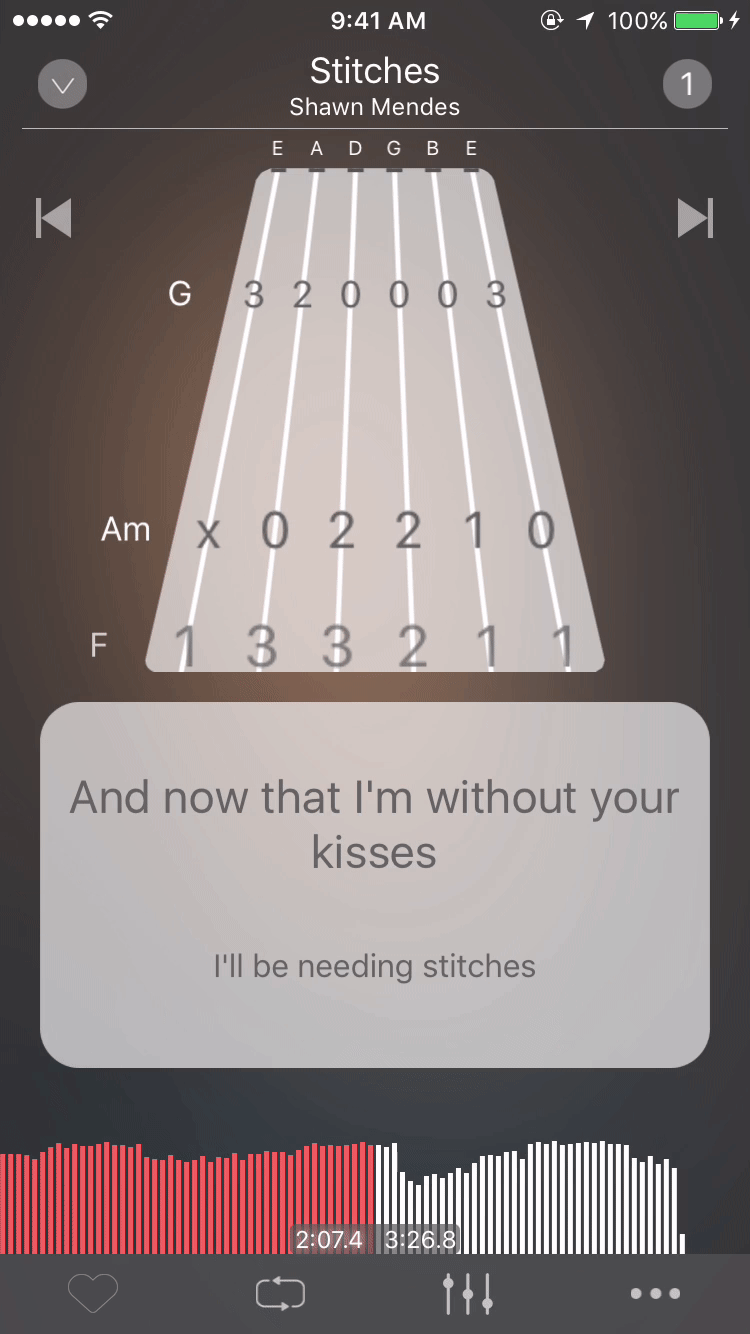 9:41 AM 100%
Stitches
1
Shawn Mendes
E A D G B E
G 3 2 0 0 0 3
Am x 0 2 2 1 0
F 1 3 3 2 1 1
And now that I'm without your
kisses
I'll be needing stitches
2:07.4 3:26.8